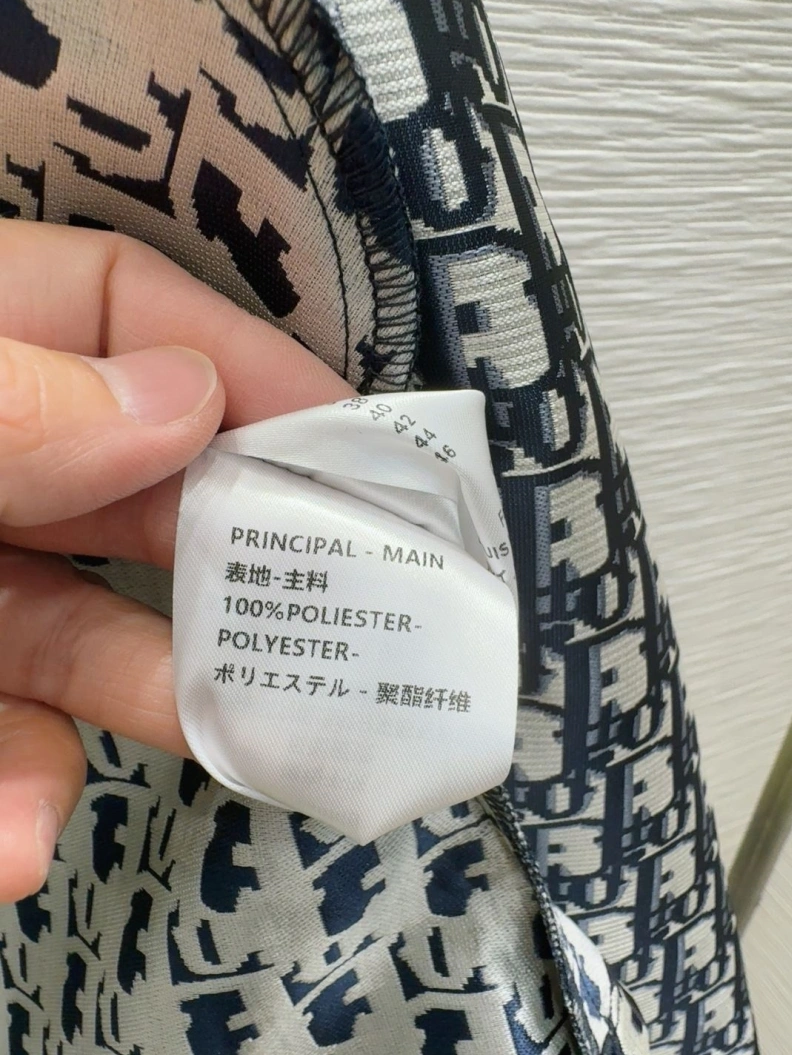 38
40
42
44
46
PRINCIPAL - MAIN
表地-主料
100%POLIESTER-
POLYESTER-
ポリエステル - 聚酯纤维